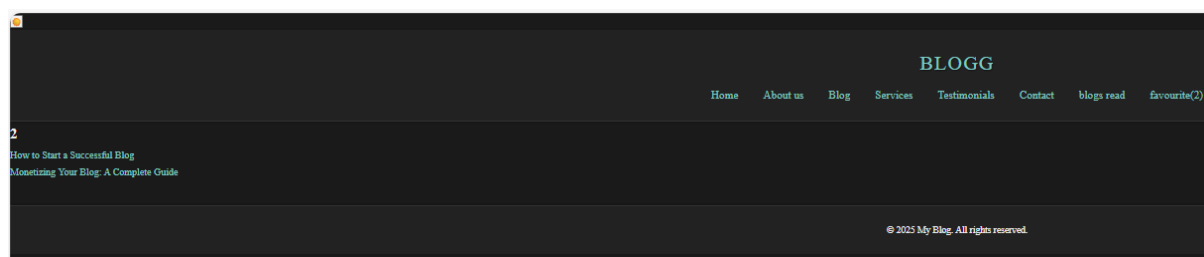 BLOGG
Home About us Blog Services Testimonials Contact blogs read favourite(2)
2
How to Start a Successful Blog
Monetizing Your Blog: A Complete Guide
© 2025 My Blog. All rights reserved.